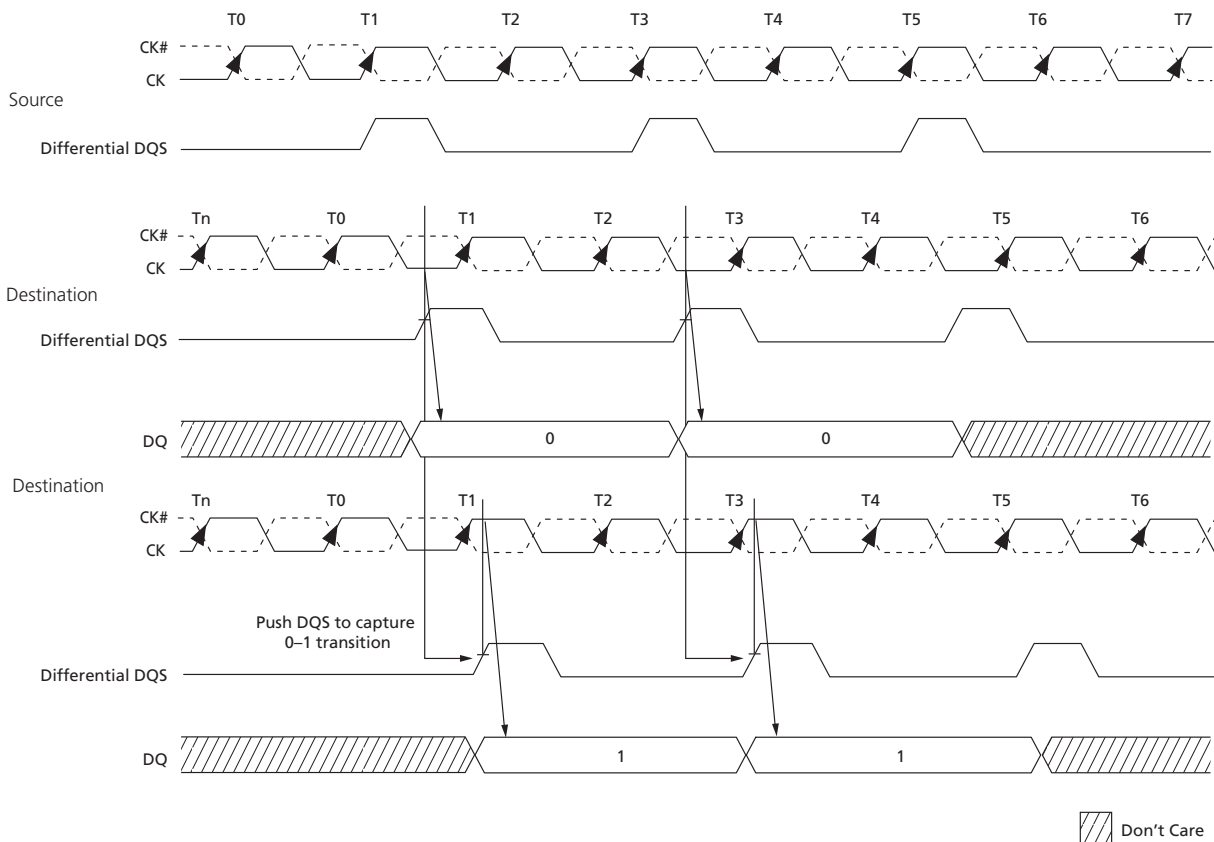 T0 T1 T2 T3 T4 T5 T6 T7
CK#
CK
Source
Differential DQS
Tn T0 T1 T2 T3 T4 T5 T6
CK#
CK
Destination
Differential DQS
DQ 0 0
Destination
Tn T0 T1 T2 T3 T4 T5 T6
CK#
CK
Push DQS to capture
0–1 transition
Differential DQS
DQ 1 1
Don't Care